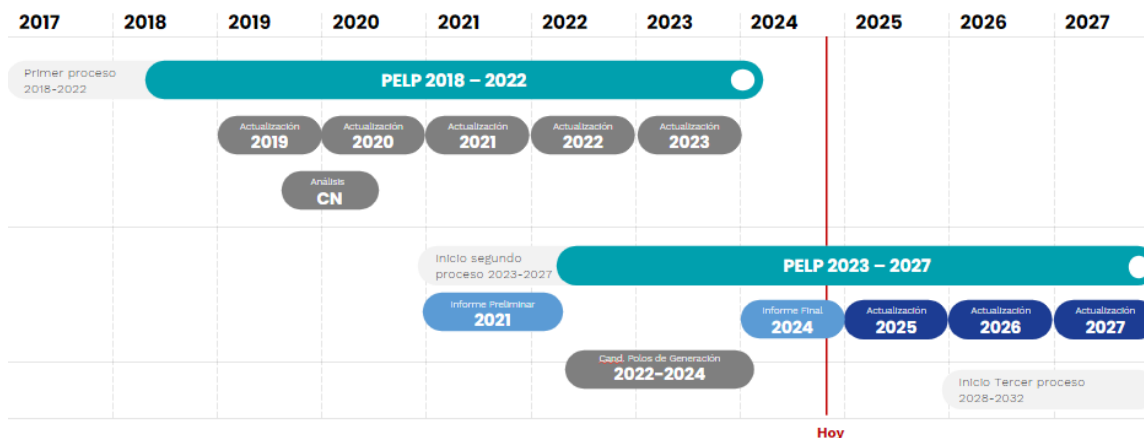 2017 2018 2019 2020 2021 2022 2023 2024 2025 2026 2027
Primer proceso
2018-2022
PELP 2018 – 2022
Actualización
2019
Actualización
2020
Actualización
2021
Actualización
2022
Actualización
2023
Análisis
CN
Inicio segundo
proceso 2023-2027
PELP 2023 – 2027
Informe Preliminar
2021
Informe Final
2024
Actualización
2025
Actualización
2026
Actualización
2027
Cand. Polos de Generación
2022-2024
Inicio Tercer proceso
2028-2032
Hoy